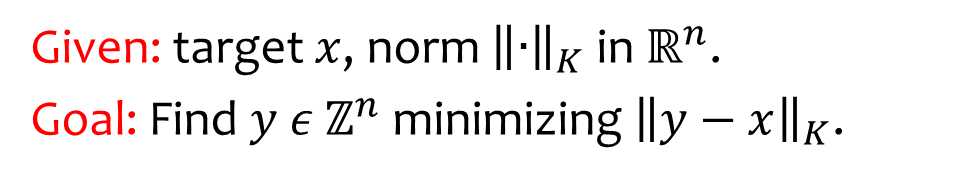 Given: target x, norm ‖·‖_K in ℝⁿ.
Goal: Find y ϵ ℤⁿ minimizing ‖y − x‖_K.